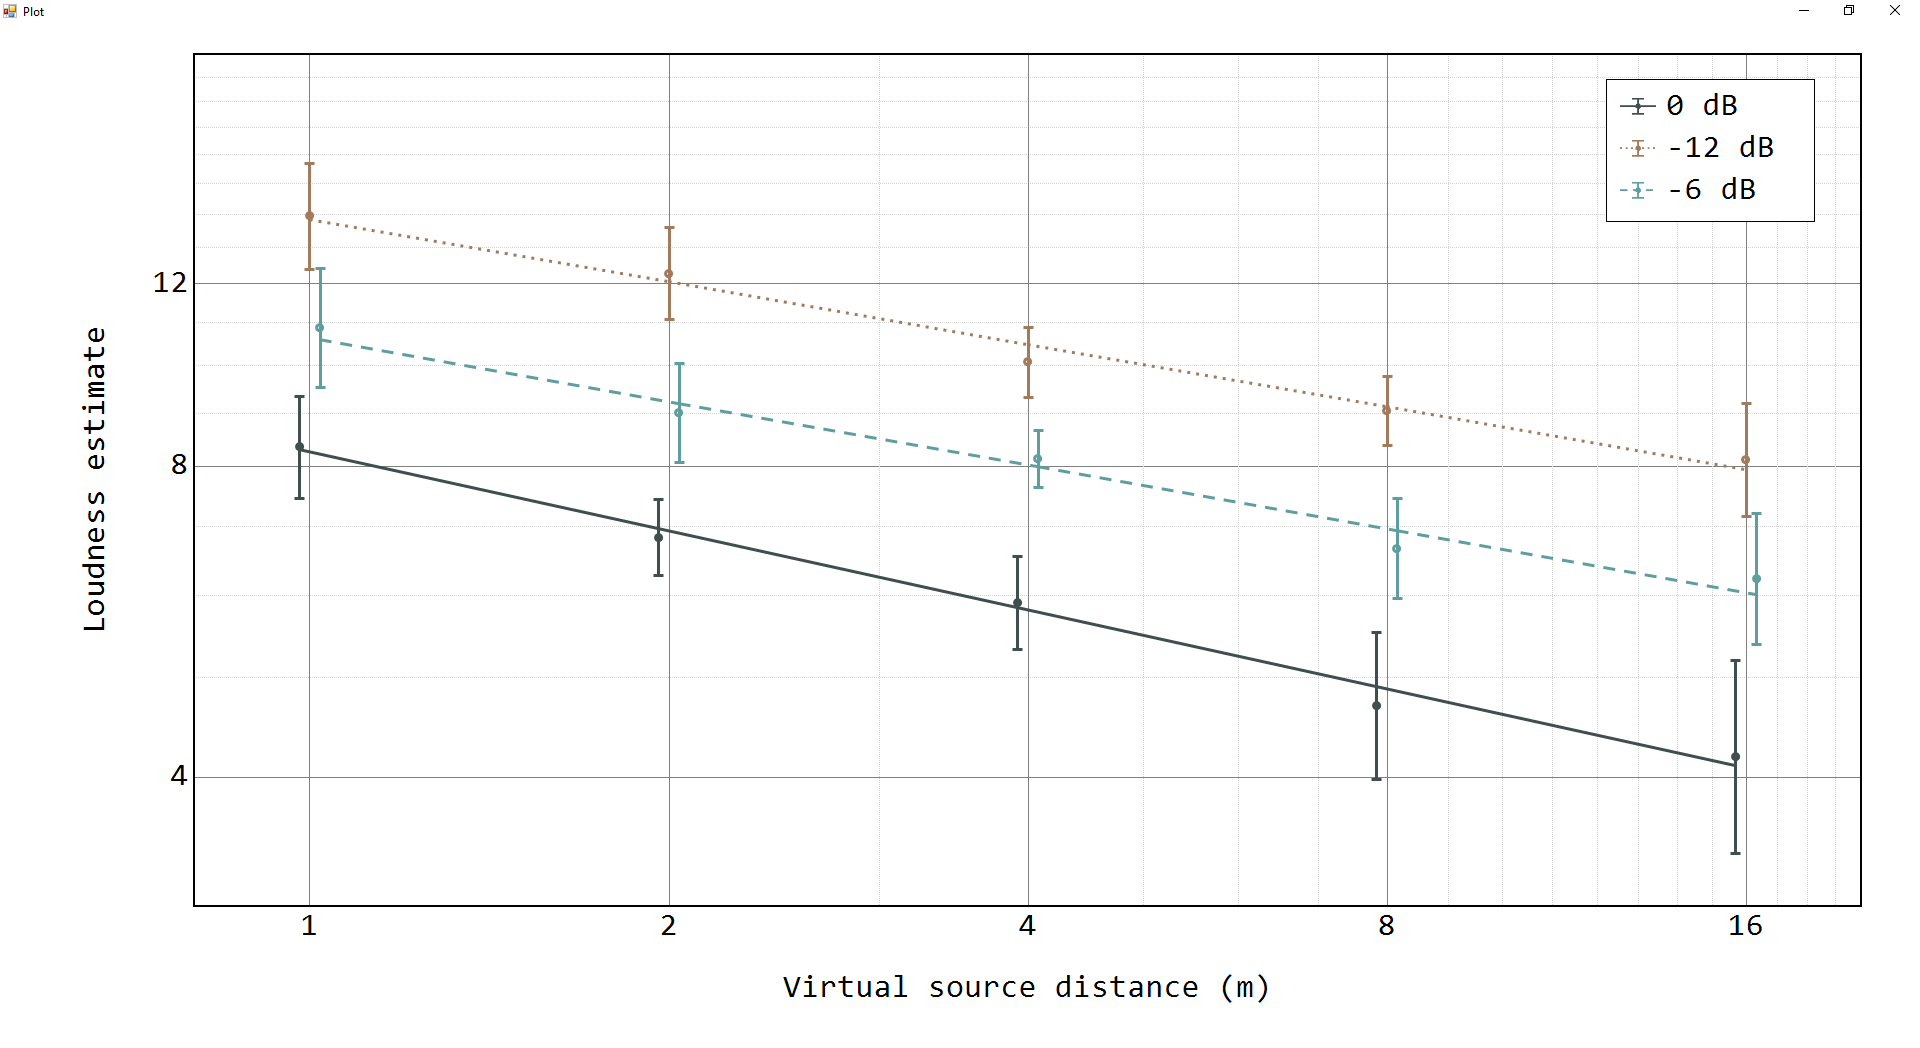 Plot
0 dB
-12 dB
-6 dB
12
8
4
Loudness estimate
1 2 4 8 16
Virtual source distance (m)